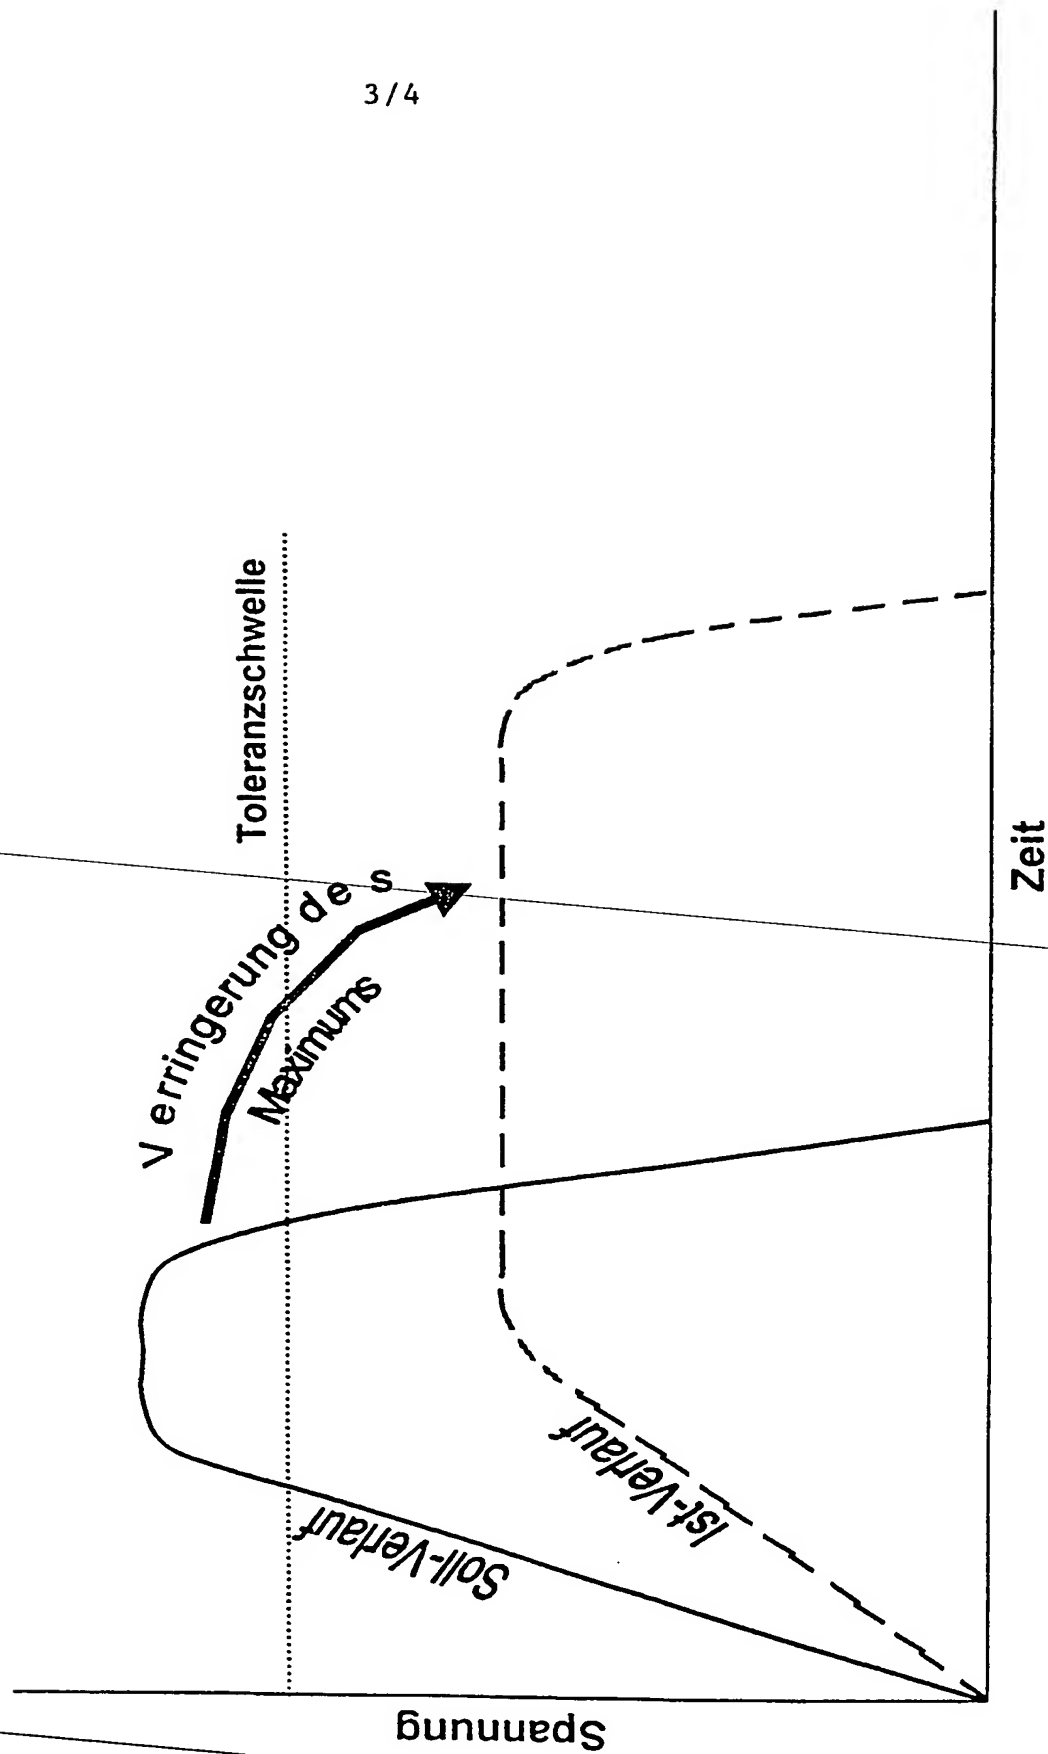 3/4
Toleranzschwelle
Verringerung des
Maximums
Soll-Verlauf
Ist-Verlauf
Spannung
Zeit